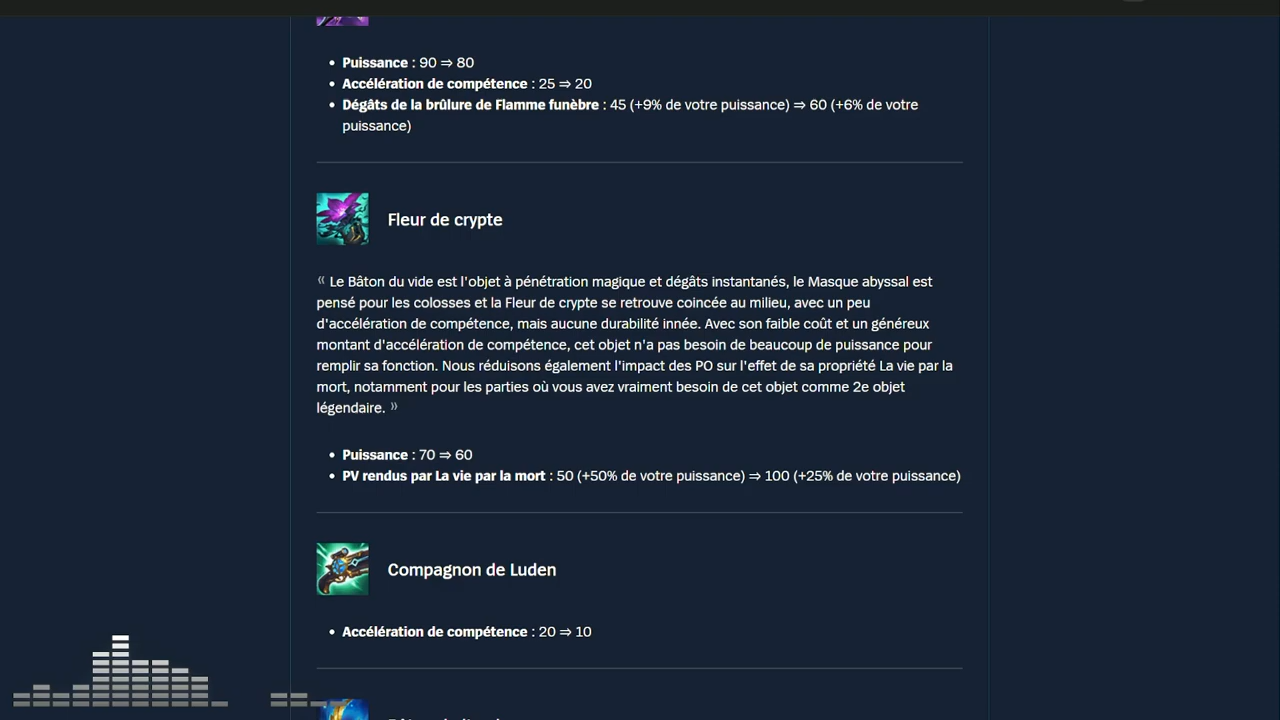 Puissance : 90 ⇒ 80
Accélération de compétence : 25 ⇒ 20
Dégâts de la brûlure de Flamme funèbre : 45 (+9% de votre puissance) ⇒ 60 (+6% de votre
puissance)
Fleur de crypte
« Le Bâton du vide est l'objet à pénétration magique et dégâts instantanés, le Masque abyssal est
pensé pour les colosses et la Fleur de crypte se retrouve coincée au milieu, avec un peu
d'accélération de compétence, mais aucune durabilité innée. Avec son faible coût et un généreux
montant d'accélération de compétence, cet objet n'a pas besoin de beaucoup de puissance pour
remplir sa fonction. Nous réduisons également l'impact des PO sur l'effet de sa propriété La vie par la
mort, notamment pour les parties où vous avez vraiment besoin de cet objet comme 2e objet
légendaire. »
Puissance : 70 ⇒ 60
PV rendus par La vie par la mort : 50 (+50% de votre puissance) ⇒ 100 (+25% de votre puissance)
Compagnon de Luden
Accélération de compétence : 20 ⇒ 10